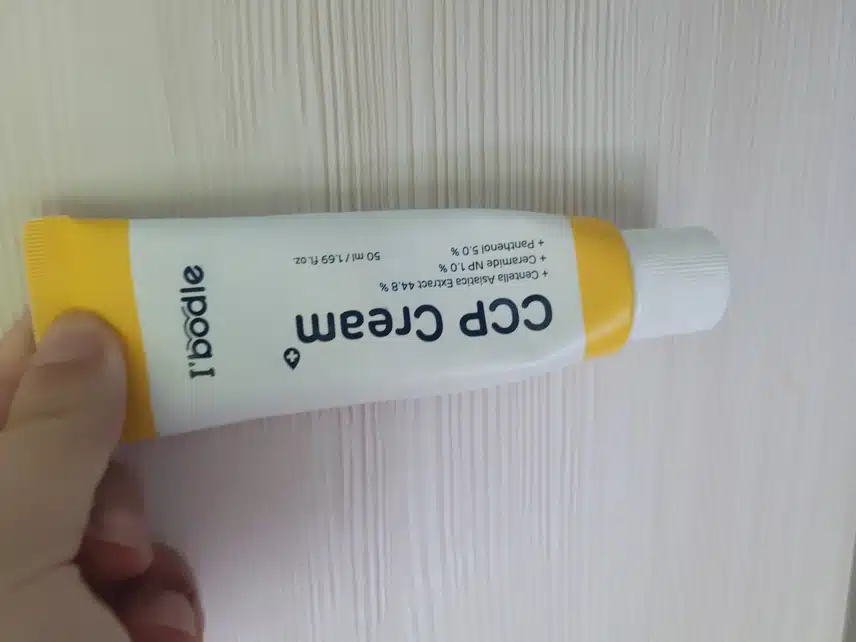 CCP Cream
+ Centella Asiatica Extract 44.8 %
+ Ceramide NP 1.0 %
+ Panthenol 5.0 %
50 ml / 1.69 fl. oz.
I'bodle